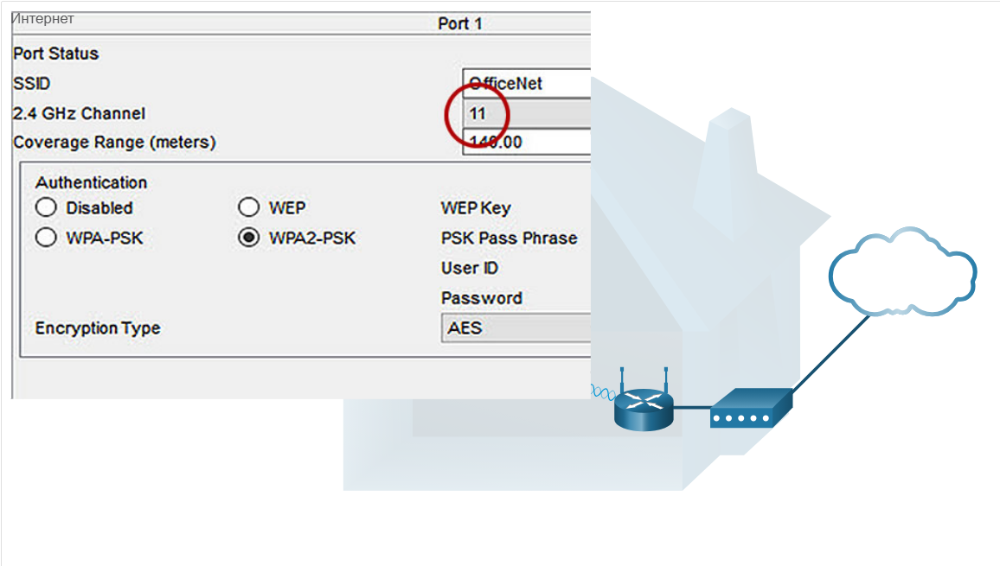 Интернет
Port 1
Port Status
SSID OfficeNet
2.4 GHz Channel 11
Coverage Range (meters) 140.00
Authentication
Disabled WEP WEP Key
WPA-PSK WPA2-PSK PSK Pass Phrase
User ID
Password
Encryption Type AES